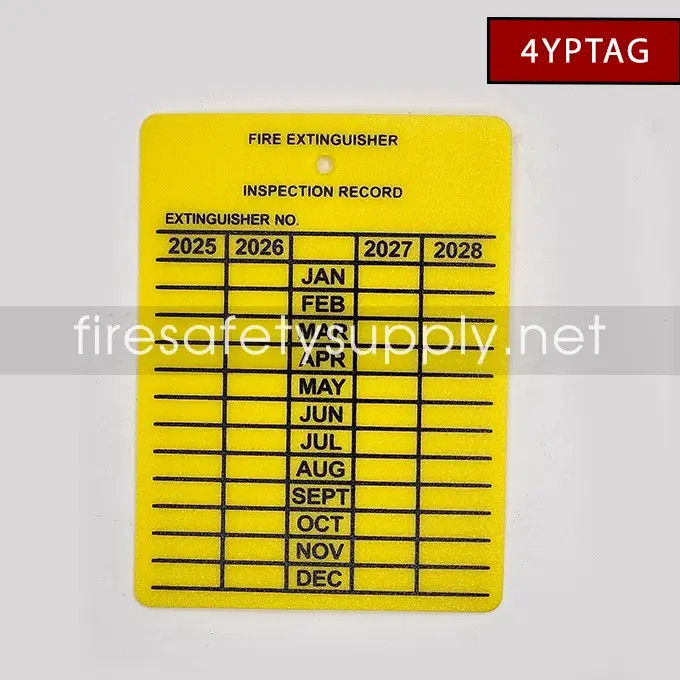 4YPTAG
FIRE EXTINGUISHER
INSPECTION RECORD
EXTINGUISHER NO.
2025 2026 2027 2028
JAN
FEB
MAR
firesafetysupply.net
APR
MAY
JUN
JUL
AUG
SEPT
OCT
NOV
DEC